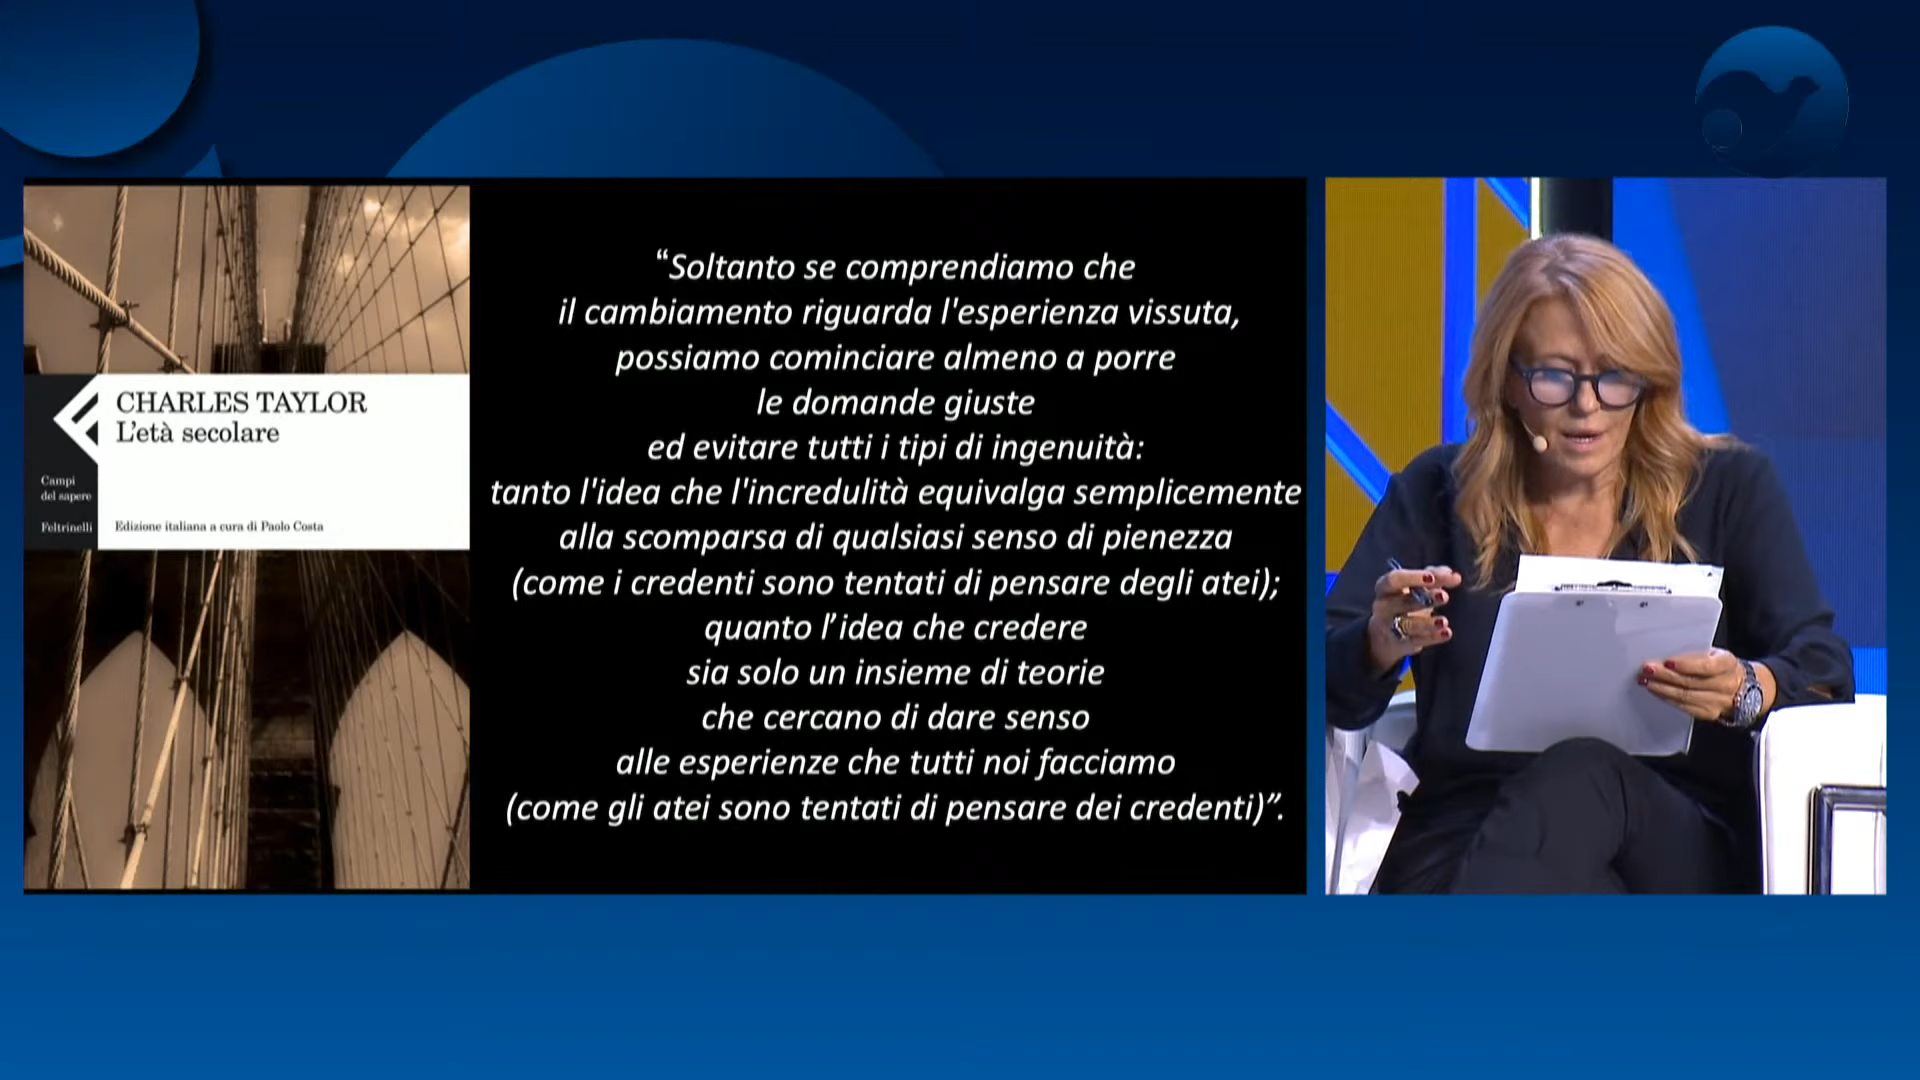 CHARLES TAYLOR
L'età secolare
Campi
del sapere
Feltrinelli
Edizione italiana a cura di Paolo Costa
“Soltanto se comprendiamo che
il cambiamento riguarda l'esperienza vissuta,
possiamo cominciare almeno a porre
le domande giuste
ed evitare tutti i tipi di ingenuità:
tanto l'idea che l'incredulità equivalga semplicemente
alla scomparsa di qualsiasi senso di pienezza
(come i credenti sono tentati di pensare degli atei);
quanto l’idea che credere
sia solo un insieme di teorie
che cercano di dare senso
alle esperienze che tutti noi facciamo
(come gli atei sono tentati di pensare dei credenti)”.